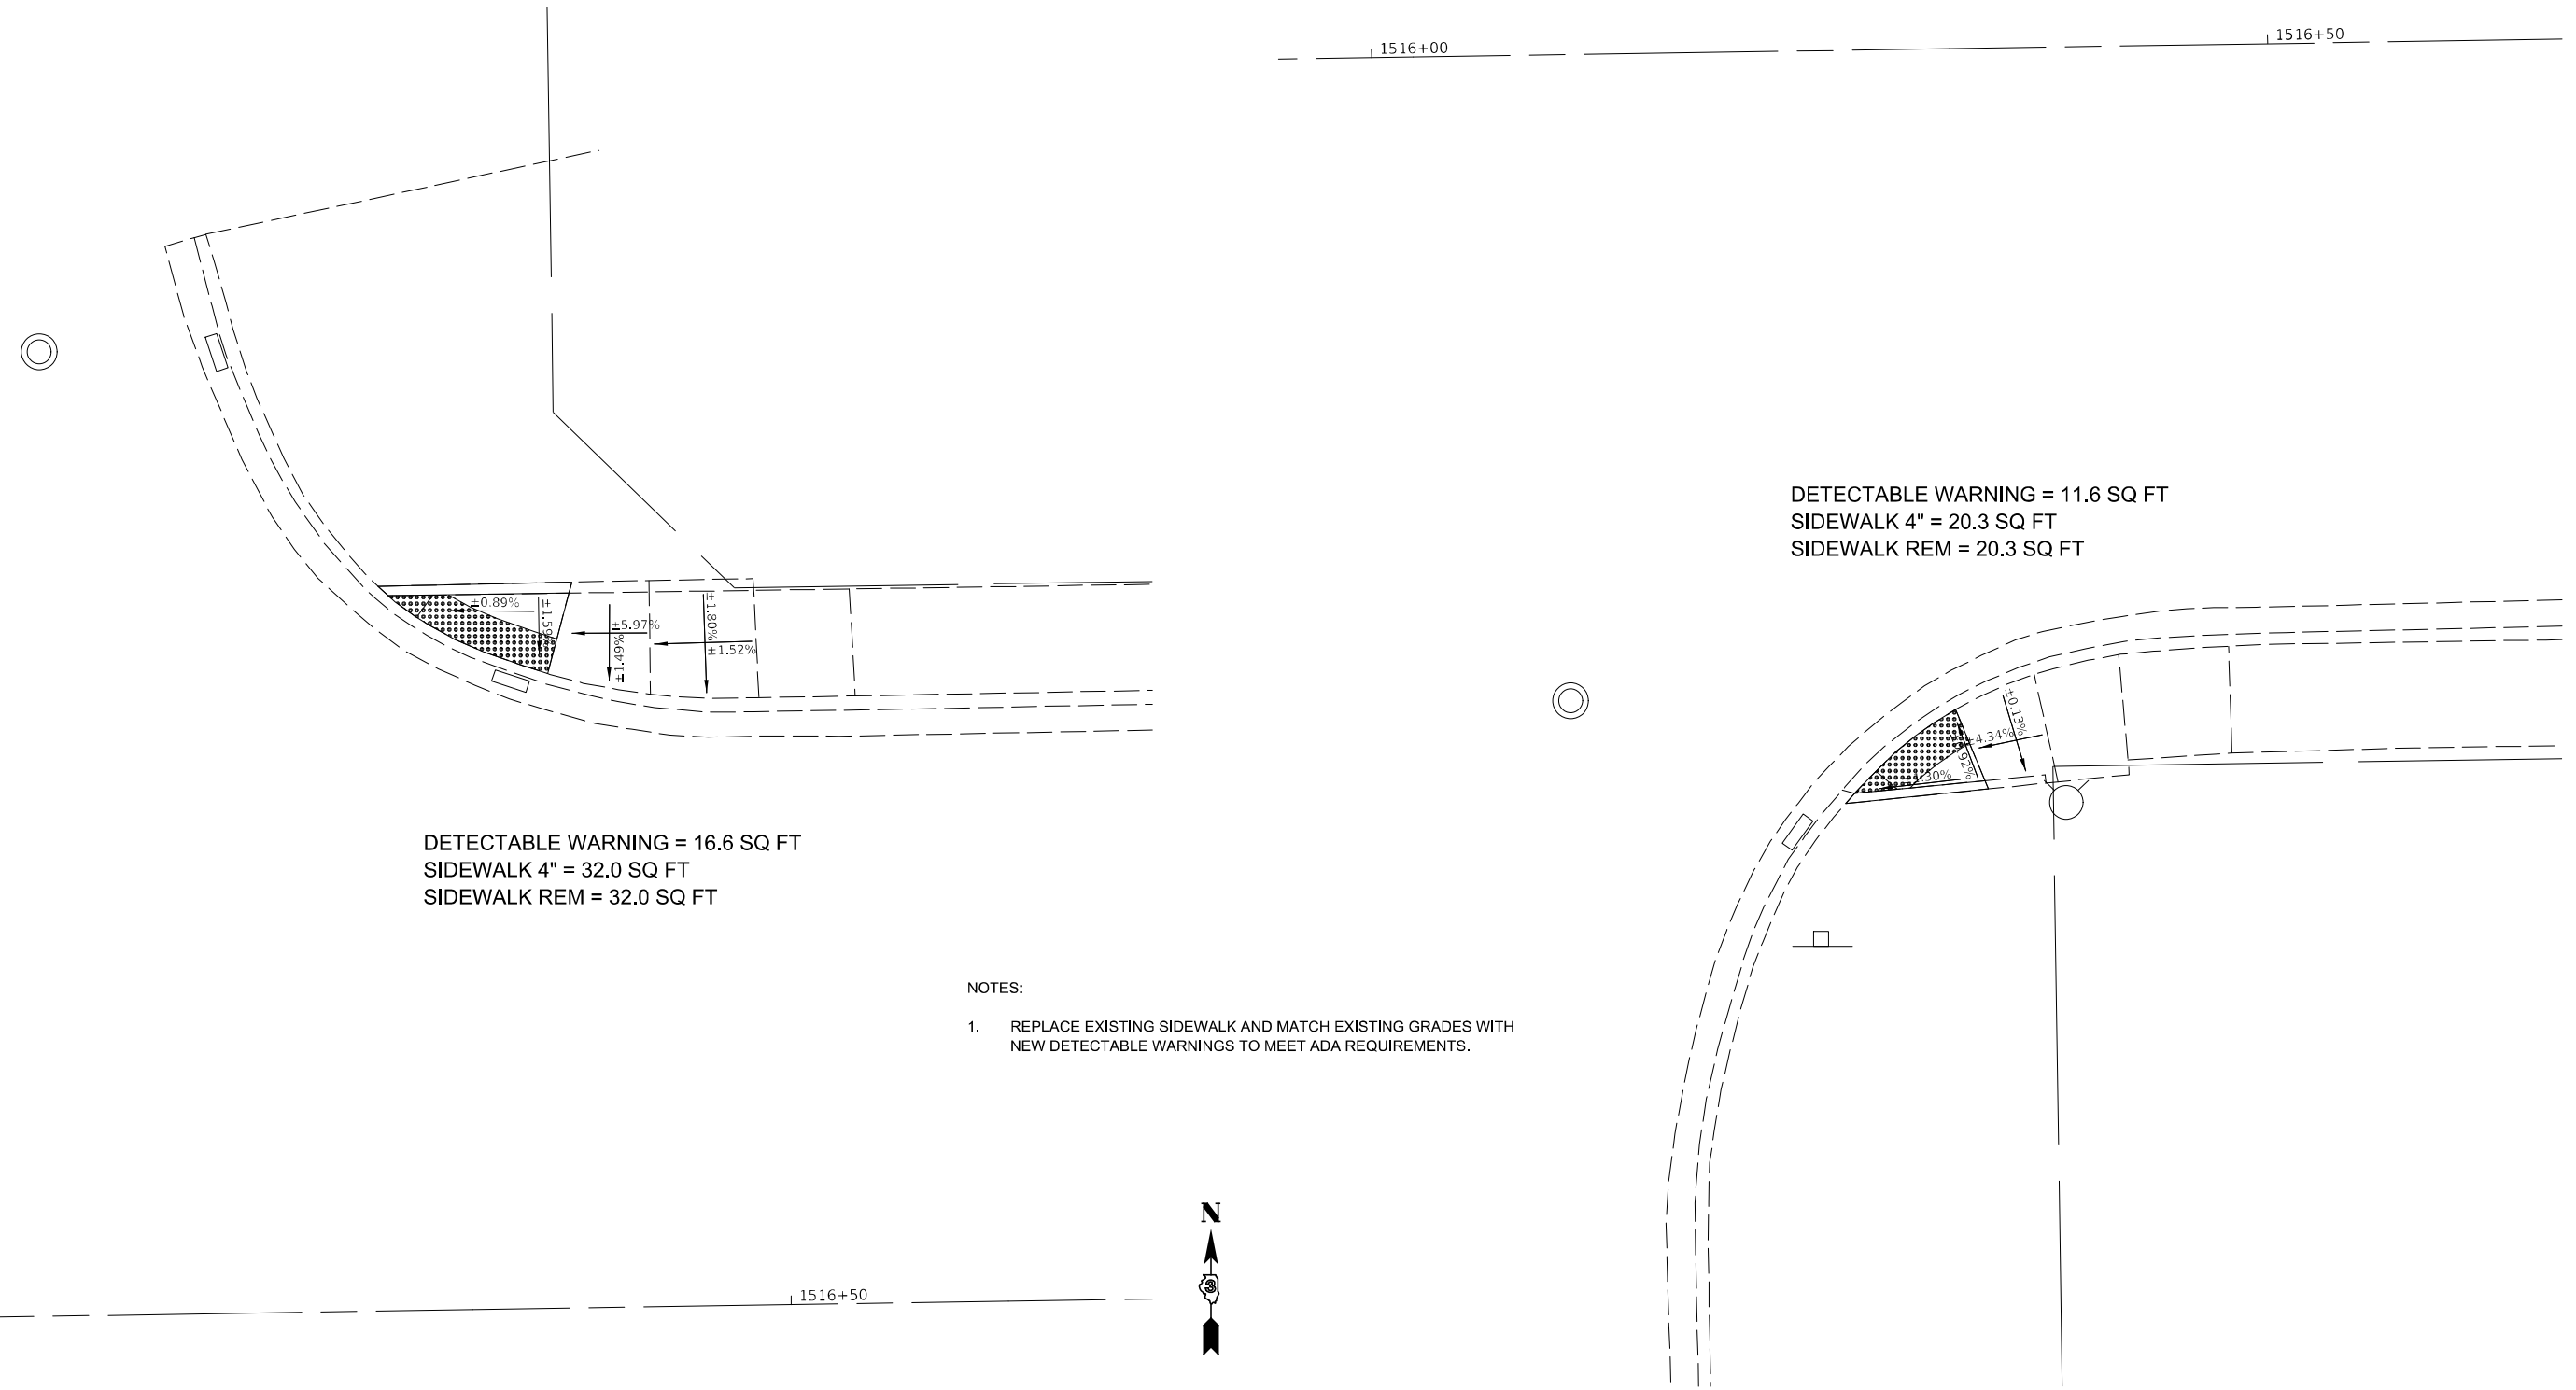 1516+00
1516+50
DETECTABLE WARNING = 11.6 SQ FT
SIDEWALK 4" = 20.3 SQ FT
SIDEWALK REM = 20.3 SQ FT
±0.89%
±1.59%
±5.97%
±1.49%
±1.80%
±1.52%
±0.13%
±4.34%
DETECTABLE WARNING = 16.6 SQ FT
SIDEWALK 4" = 32.0 SQ FT
SIDEWALK REM = 32.0 SQ FT
NOTES:
1. REPLACE EXISTING SIDEWALK AND MATCH EXISTING GRADES WITH
NEW DETECTABLE WARNINGS TO MEET ADA REQUIREMENTS.
N
3
1516+50